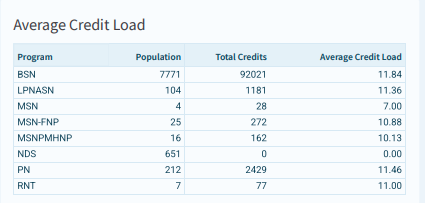 Average Credit Load
Program Population Total Credits Average Credit Load
BSN 7771 92021 11.84
LPNASN 104 1181 11.36
MSN 4 28 7.00
MSN-FNP 25 272 10.88
MSNPMHNP 16 162 10.13
NDS 651 0 0.00
PN 212 2429 11.46
RNT 7 77 11.00